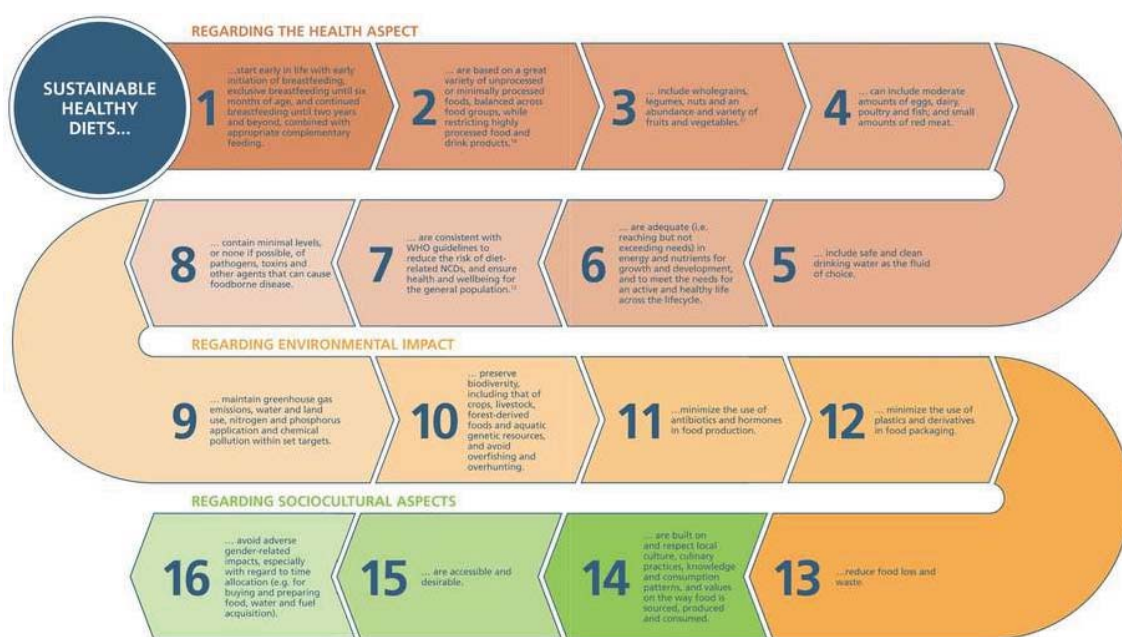 REGARDING THE HEALTH ASPECT
SUSTAINABLE
HEALTHY
DIETS...
1
...start early in life with early
initiation of breastfeeding,
exclusive breastfeeding until six
months of age, and continued
breastfeeding until two years
and beyond, combined with
appropriate complementary
feeding.
2
... are based on a great
variety of unprocessed
or minimally processed
foods, balanced across
food groups, while
restricting highly
processed food and
drink products.
3
... include wholegrains,
legumes, nuts and an
abundance and variety of
fruits and vegetables.
4
... can include moderate
amounts of eggs, dairy,
poultry and fish; and small
amounts of red meat.
5
... include safe and clean
drinking water as the fluid
of choice.
6
... are adequate (i.e.
reaching but not
exceeding needs) in
energy and nutrients for
growth and development,
and to meet the needs for
an active and healthy life
across the lifecycle.
7
... are consistent with
WHO guidelines to
reduce the risk of diet-
related NCDs, and ensure
health and wellbeing for
the general population.
8
... contain minimal levels,
or none if possible, of
pathogens, toxins and
other agents that can cause
foodborne disease.
REGARDING ENVIRONMENTAL IMPACT
9
... maintain greenhouse gas
emissions, water and land
use, nitrogen and phosphorus
application and chemical
pollution within set targets.
10
... preserve
biodiversity,
including that of
crops, livestock,
forest-derived
foods and aquatic
genetic resources,
and avoid
overfishing and
overhunting.
11
...minimize the use of
antibiotics and hormones
in food production.
12
... minimize the use of
plastics and derivatives
in food packaging.
REGARDING SOCIOCULTURAL ASPECTS
13
...reduce food loss and
waste.
14
... are built on
and respect local
culture, culinary
practices, knowledge
and consumption
patterns, and values
on the way food is
sourced, produced
and consumed.
15
... are accessible and
desirable.
16
... avoid adverse
gender-related
impacts, especially
with regard to time
allocation (e.g. for
buying and preparing
food, water and fuel
acquisition).